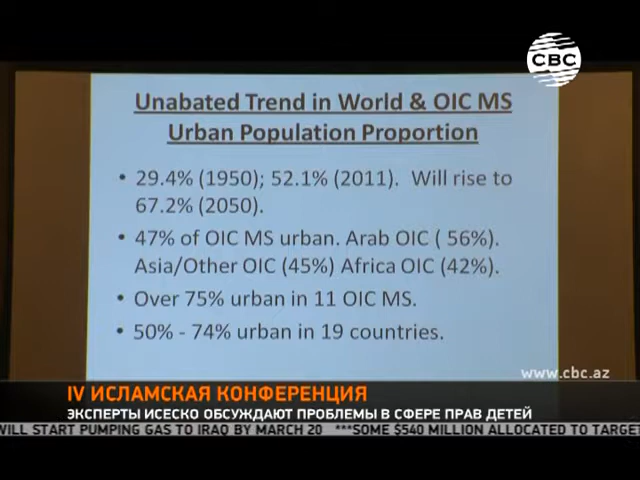 CBC
Unabated Trend in World & OIC MS
Urban Population Proportion
• 29.4% (1950); 52.1% (2011). Will rise to
67.2% (2050).
• 47% of OIC MS urban. Arab OIC ( 56%).
Asia/Other OIC (45%) Africa OIC (42%).
• Over 75% urban in 11 OIC MS.
• 50% - 74% urban in 19 countries.
www.cbc.az
IV ИСЛАМСКАЯ КОНФЕРЕНЦИЯ
ЭКСПЕРТЫ ИСЕСКО ОБСУЖДАЮТ ПРОБЛЕМЫ В СФЕРЕ ПРАВ ДЕТЕЙ
WILL START PUMPING GAS TO IRAQ BY MARCH 20 ***SOME $540 MILLION ALLOCATED TO TARGET